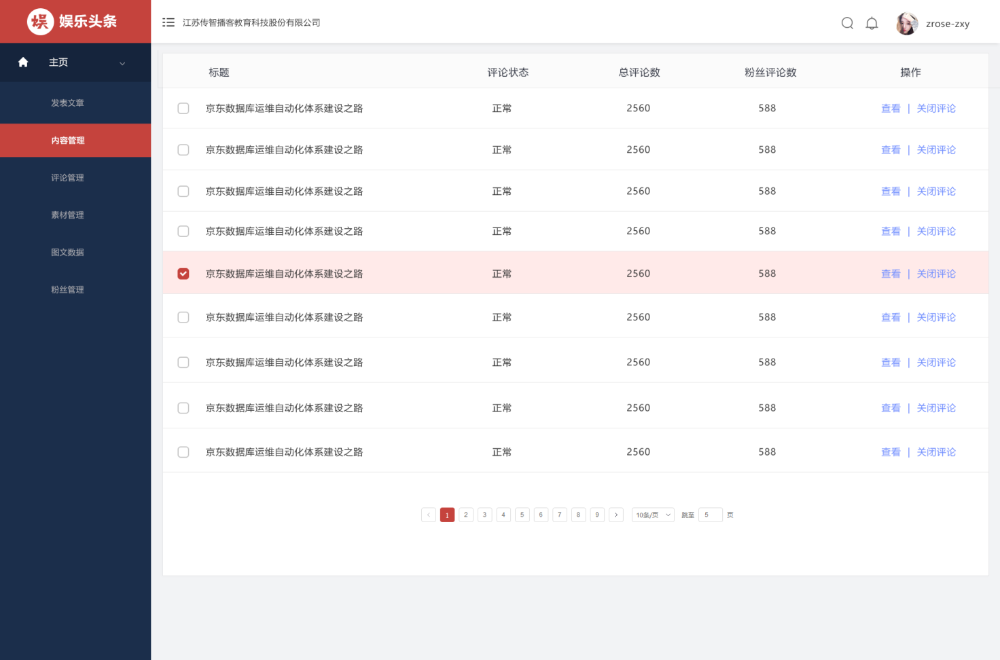 娱 娱乐头条
江苏传智播客教育科技股份有限公司
zrose-zxy
主页
发表文章
内容管理
评论管理
素材管理
图文数据
粉丝管理
标题 评论状态 总评论数 粉丝评论数 操作
京东数据库运维自动化体系建设之路 正常 2560 588 查看 | 关闭评论
京东数据库运维自动化体系建设之路 正常 2560 588 查看 | 关闭评论
京东数据库运维自动化体系建设之路 正常 2560 588 查看 | 关闭评论
京东数据库运维自动化体系建设之路 正常 2560 588 查看 | 关闭评论
京东数据库运维自动化体系建设之路 正常 2560 588 查看 | 关闭评论
京东数据库运维自动化体系建设之路 正常 2560 588 查看 | 关闭评论
京东数据库运维自动化体系建设之路 正常 2560 588 查看 | 关闭评论
京东数据库运维自动化体系建设之路 正常 2560 588 查看 | 关闭评论
京东数据库运维自动化体系建设之路 正常 2560 588 查看 | 关闭评论
< 1 2 3 4 5 6 7 8 9 > 10条/页 跳至 5 页